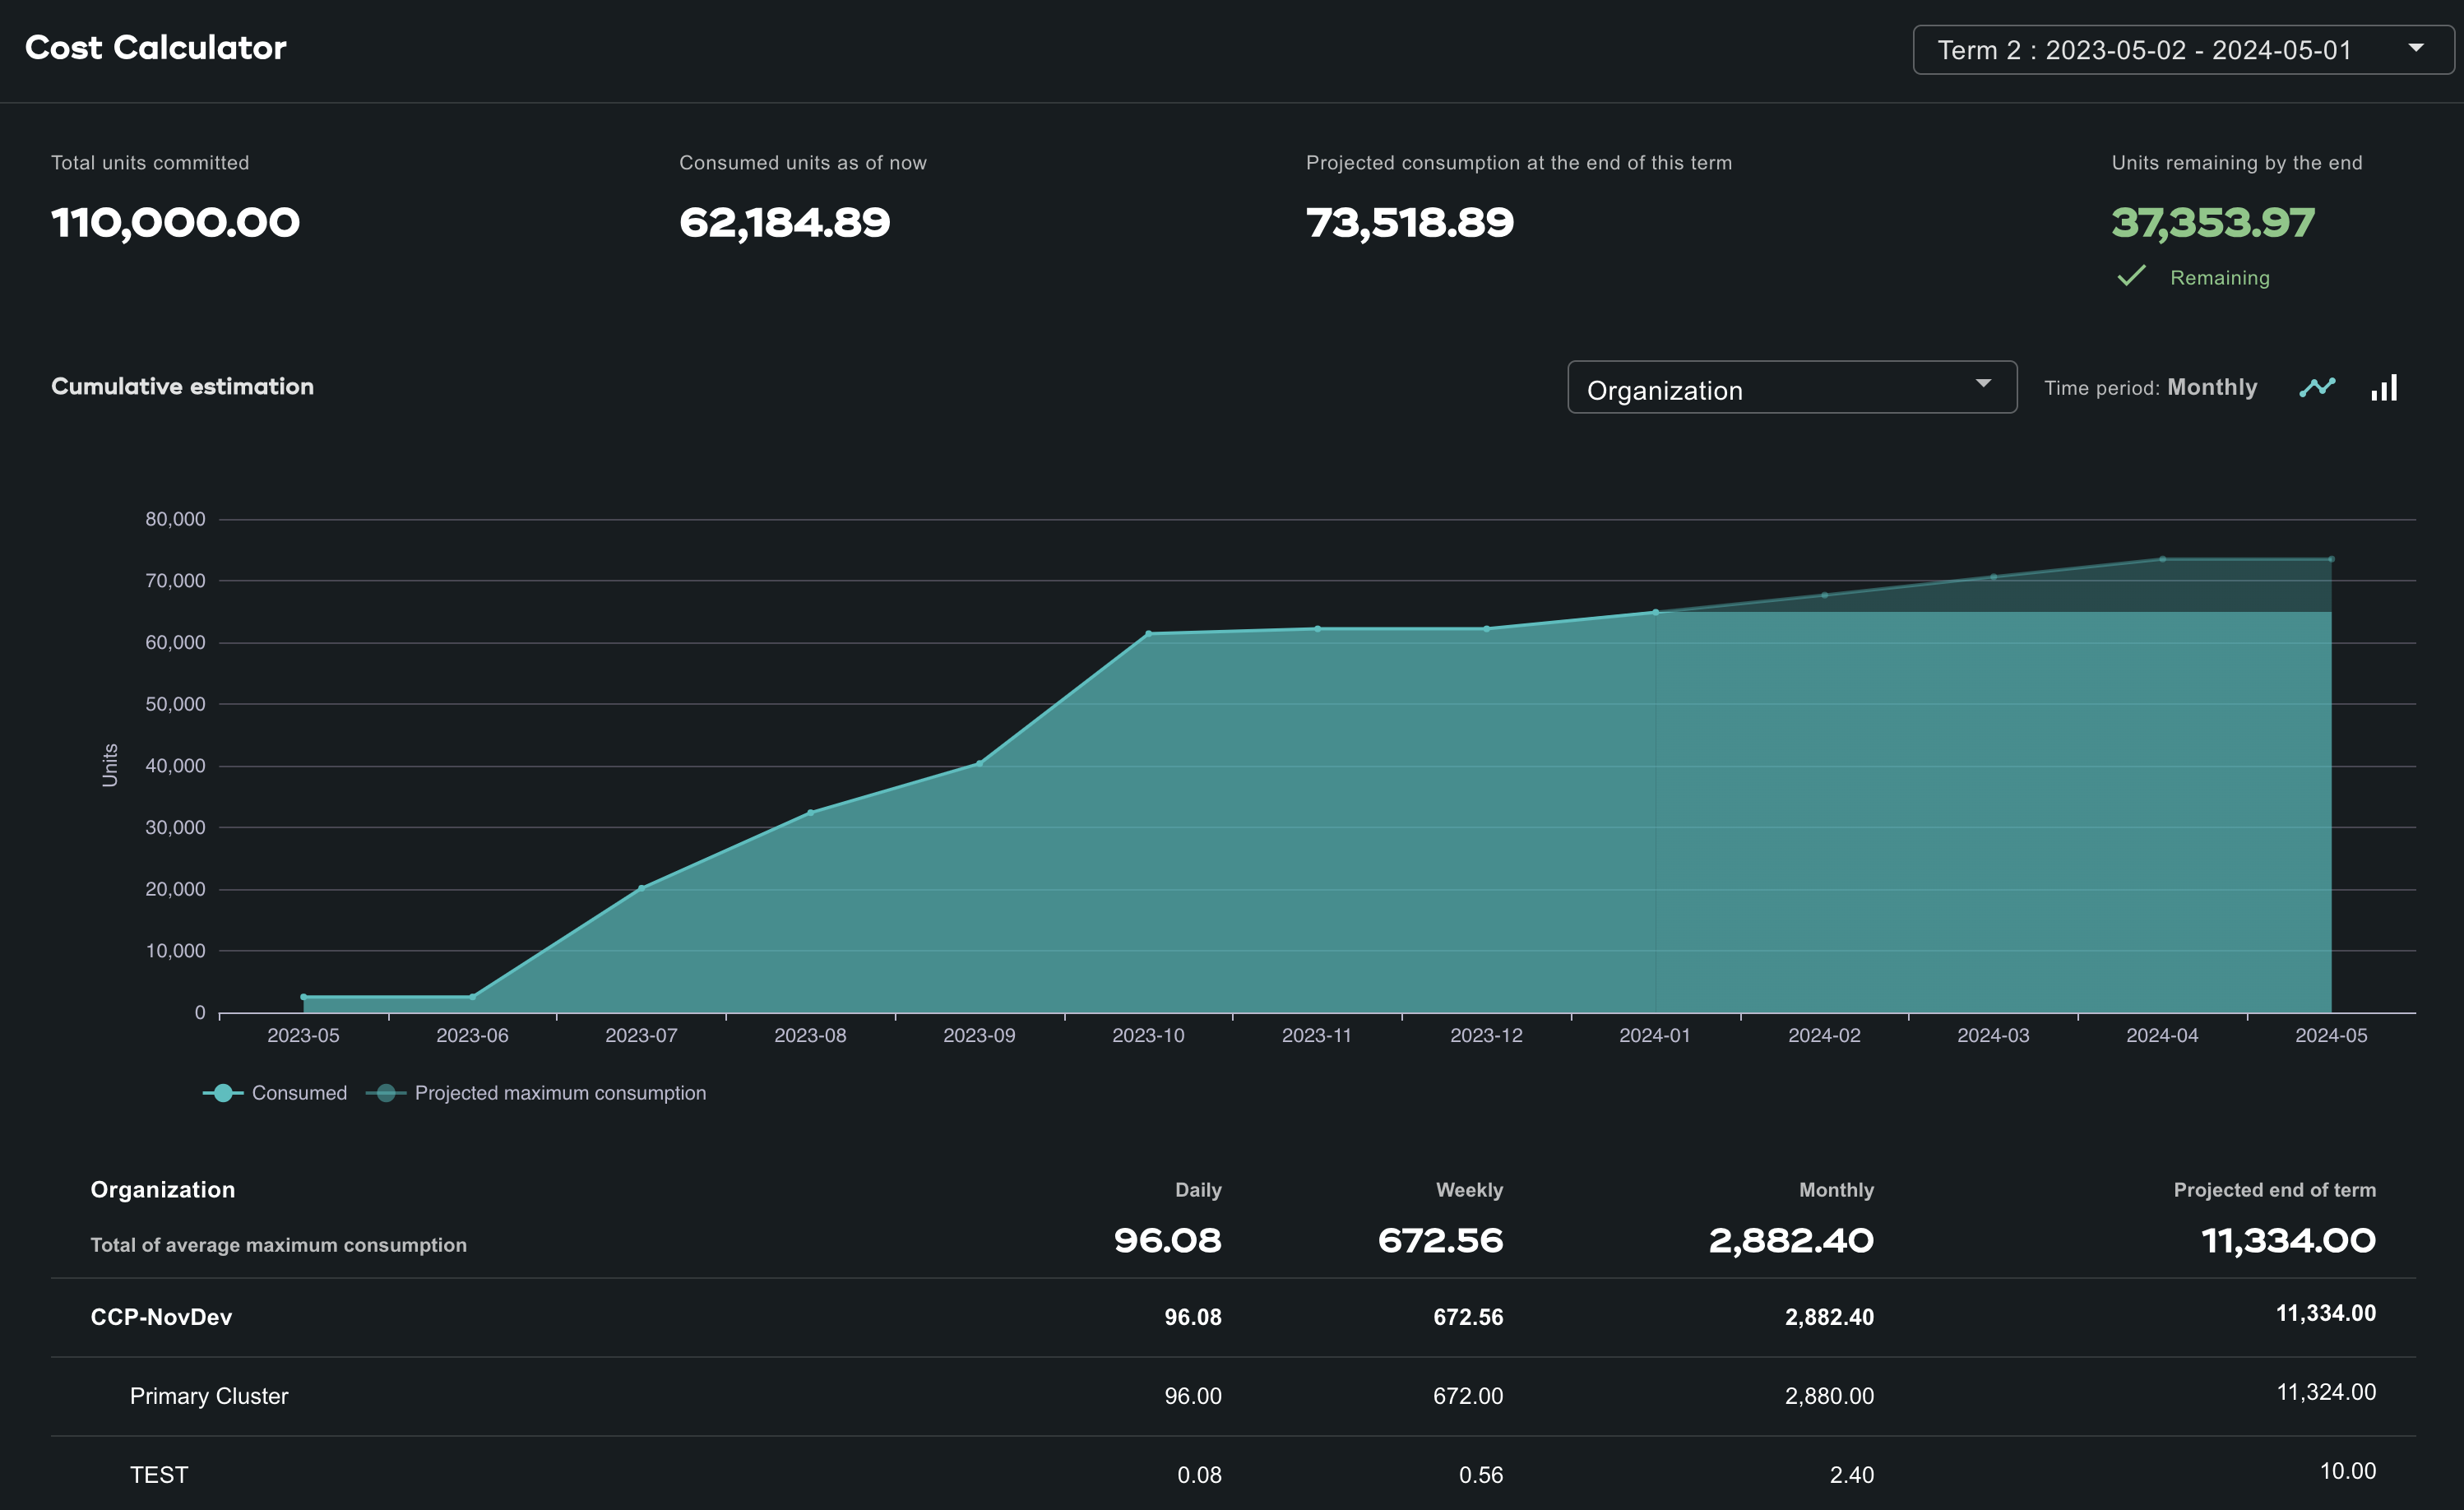 Cost Calculator
Term 2 : 2023-05-02 - 2024-05-01
Total units committed
110,000.00
Consumed units as of now
62,184.89
Projected consumption at the end of this term
73,518.89
Units remaining by the end
37,353.97
Remaining
Cumulative estimation
Organization
Time period: Monthly
80,000
70,000
60,000
50,000
40,000
30,000
20,000
10,000
0
Units
2023-05 2023-06 2023-07 2023-08 2023-09 2023-10 2023-11 2023-12 2024-01 2024-02 2024-03 2024-04 2024-05
Consumed Projected maximum consumption
Organization Daily Weekly Monthly Projected end of term
Total of average maximum consumption 96.08 672.56 2,882.40 11,334.00
CCP-NovDev 96.08 672.56 2,882.40 11,334.00
Primary Cluster 96.00 672.00 2,880.00 11,324.00
TEST 0.08 0.56 2.40 10.00